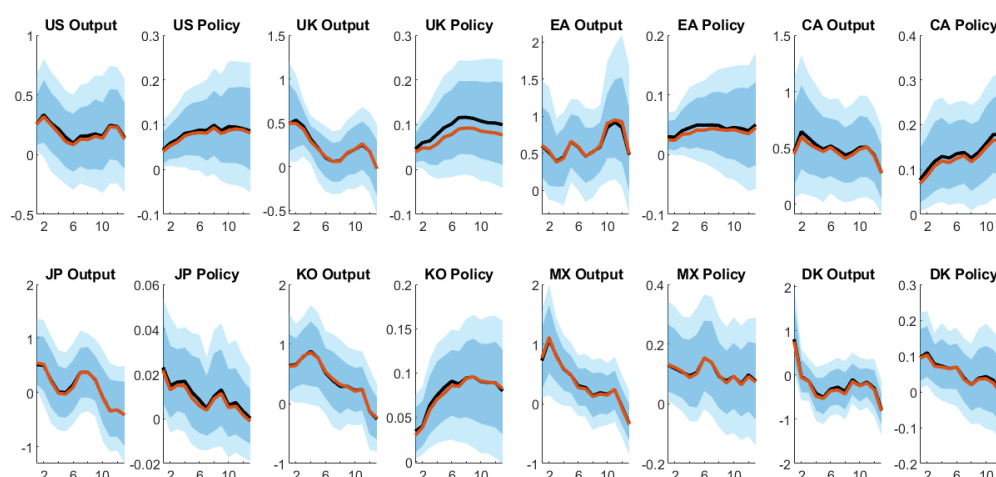 US Output US Policy UK Output UK Policy EA Output EA Policy CA Output CA Policy
1 0.3 1.5 0.3 2 0.2 1.5 0.4
0.3
0.2 1 0.2 1.5 0.1 1
0.5 1 0.2
0.1 0.5 0.1 0.5 0 0.5
0 0.1
0 0 0 0
-0.5 -0.1 -0.5 -0.1 -0.1 0 0
2 6 10 2 6 10 2 6 10 2 6 10 2 6 10 2 6 10 2 6 10 2 6 10
JP Output JP Policy KO Output KO Policy MX Output MX Policy DK Output DK Policy
2 0.06 2 0.2 2 0.4 2 0.3
0.2
1 0.04 1 0.15 1 0.2 1 0.1
0.1 0
0 0.02 0 0 0 0
0 0.05 -1 -0.1
-1
-0.02 -1 0 -1 -0.2 -2 -0.2
2 6 10 2 6 10 2 6 10 2 6 10 2 6 10 2 6 10 2 6 10 2 6 10